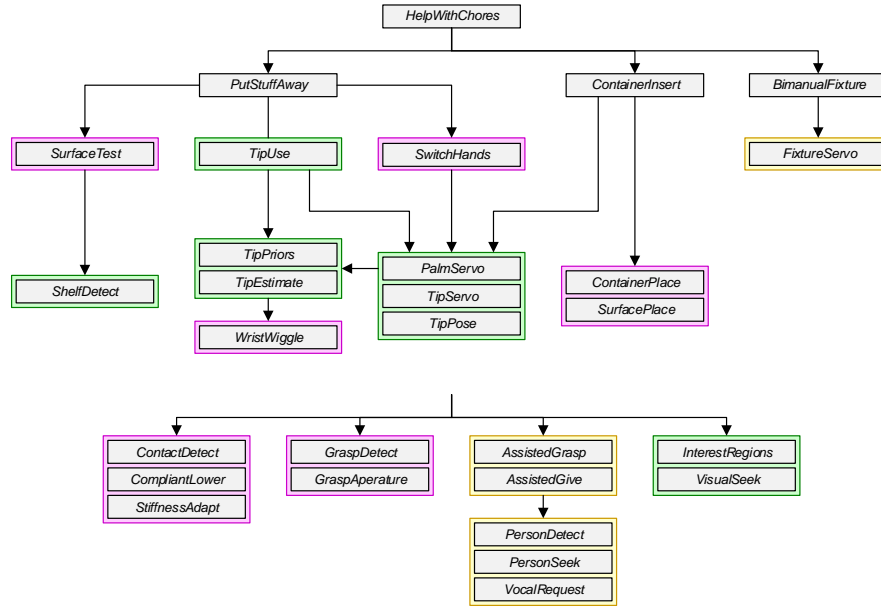 HelpWithChores
PutStuffAway
ContainerInsert
BimanualFixture
SurfaceTest
TipUse
SwitchHands
FixtureServo
TipPriors
TipEstimate
PalmServo
TipServo
TipPose
ShelfDetect
ContainerPlace
SurfacePlace
WristWiggle
ContactDetect
CompliantLower
StiffnessAdapt
GraspDetect
GraspAperature
AssistedGrasp
AssistedGive
InterestRegions
VisualSeek
PersonDetect
PersonSeek
VocalRequest